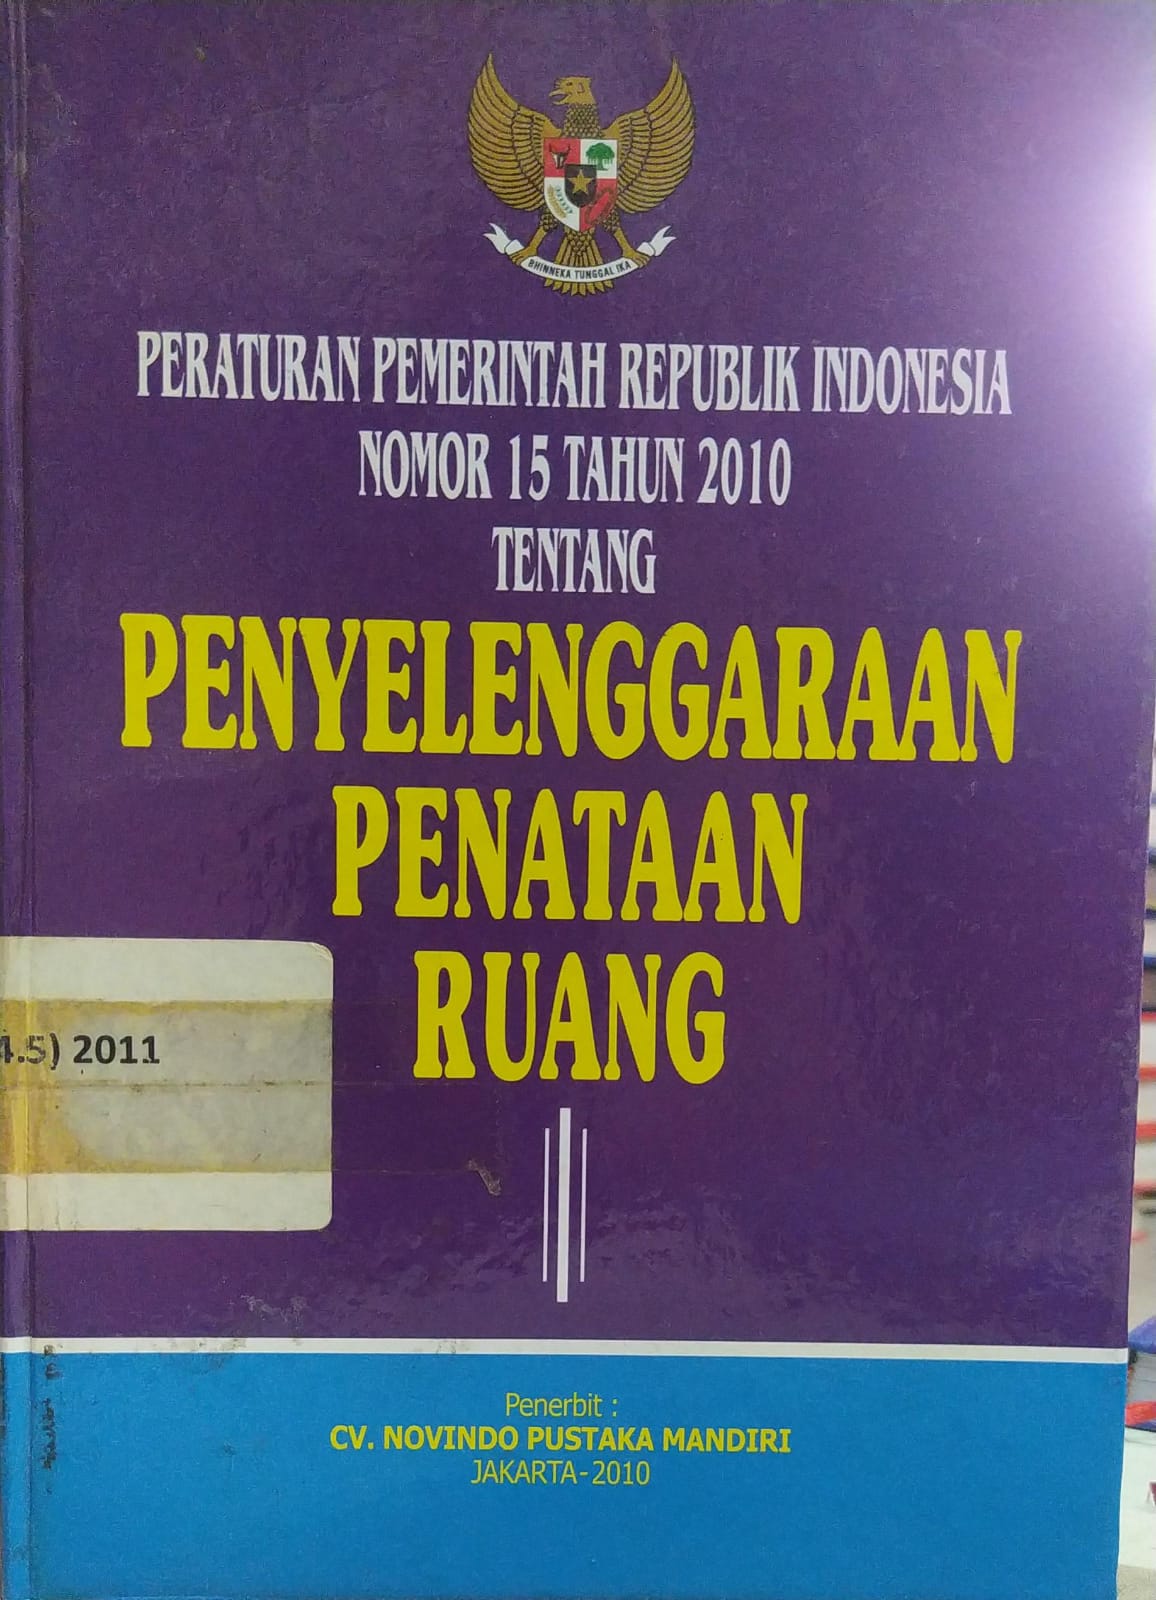 BHINNEKA TUNGGAL IKA
PERATURAN PEMERINTAH REPUBLIK INDONESIA
NOMOR 15 TAHUN 2010
TENTANG
PENYELENGGARAAN
PENATAAN
RUANG
4.5) 2011
Penerbit :
CV. NOVINDO PUSTAKA MANDIRI
JAKARTA-2010